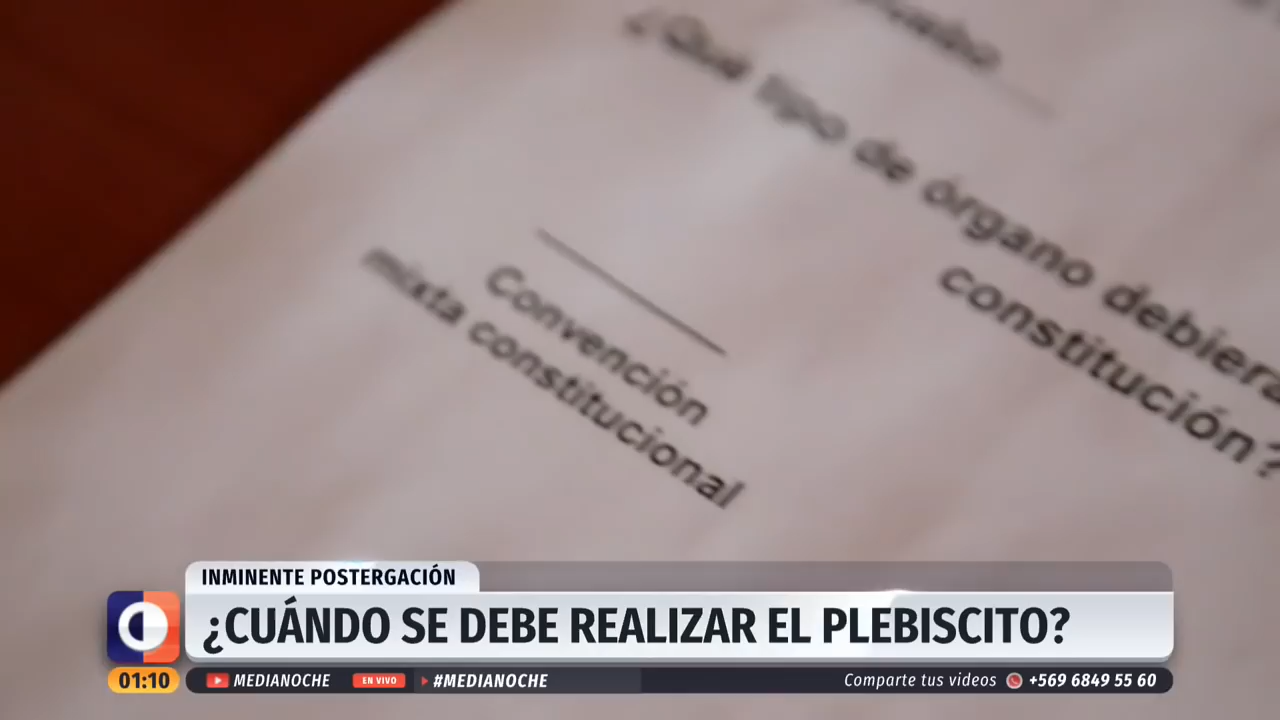 ¿Qué tipo de órgano debiera
constitución?
Convención
mixta constitucional
INMINENTE POSTERGACIÓN
¿CUÁNDO SE DEBE REALIZAR EL PLEBISCITO?
01:10
MEDIANOCHE
EN VIVO
#MEDIANOCHE
Comparte tus videos
+569 6849 55 60